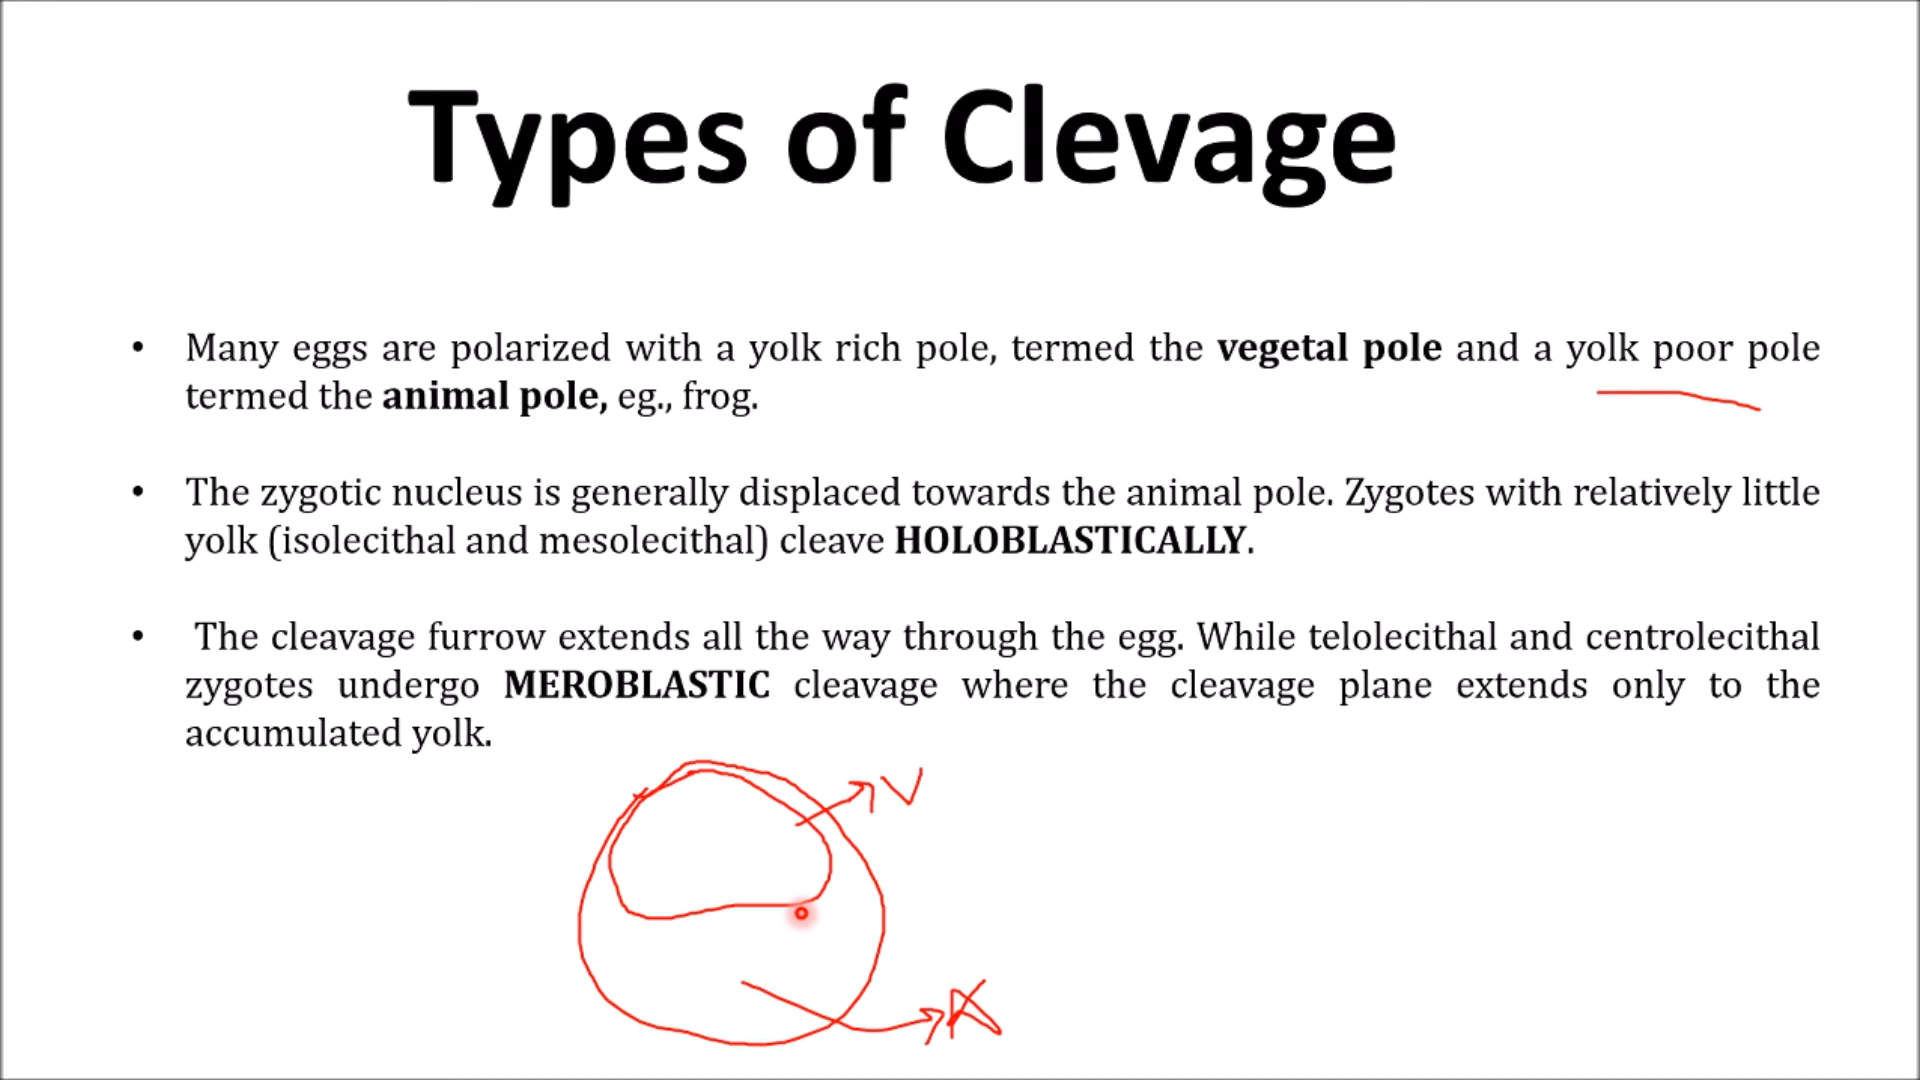 Types of Clevage
• Many eggs are polarized with a yolk rich pole, termed the vegetal pole and a yolk poor pole
termed the animal pole, eg., frog.
• The zygotic nucleus is generally displaced towards the animal pole. Zygotes with relatively little
yolk (isolecithal and mesolecithal) cleave HOLOBLASTICALLY.
• The cleavage furrow extends all the way through the egg. While telolecithal and centrolecithal
zygotes undergo MEROBLASTIC cleavage where the cleavage plane extends only to the
accumulated yolk.
V
A